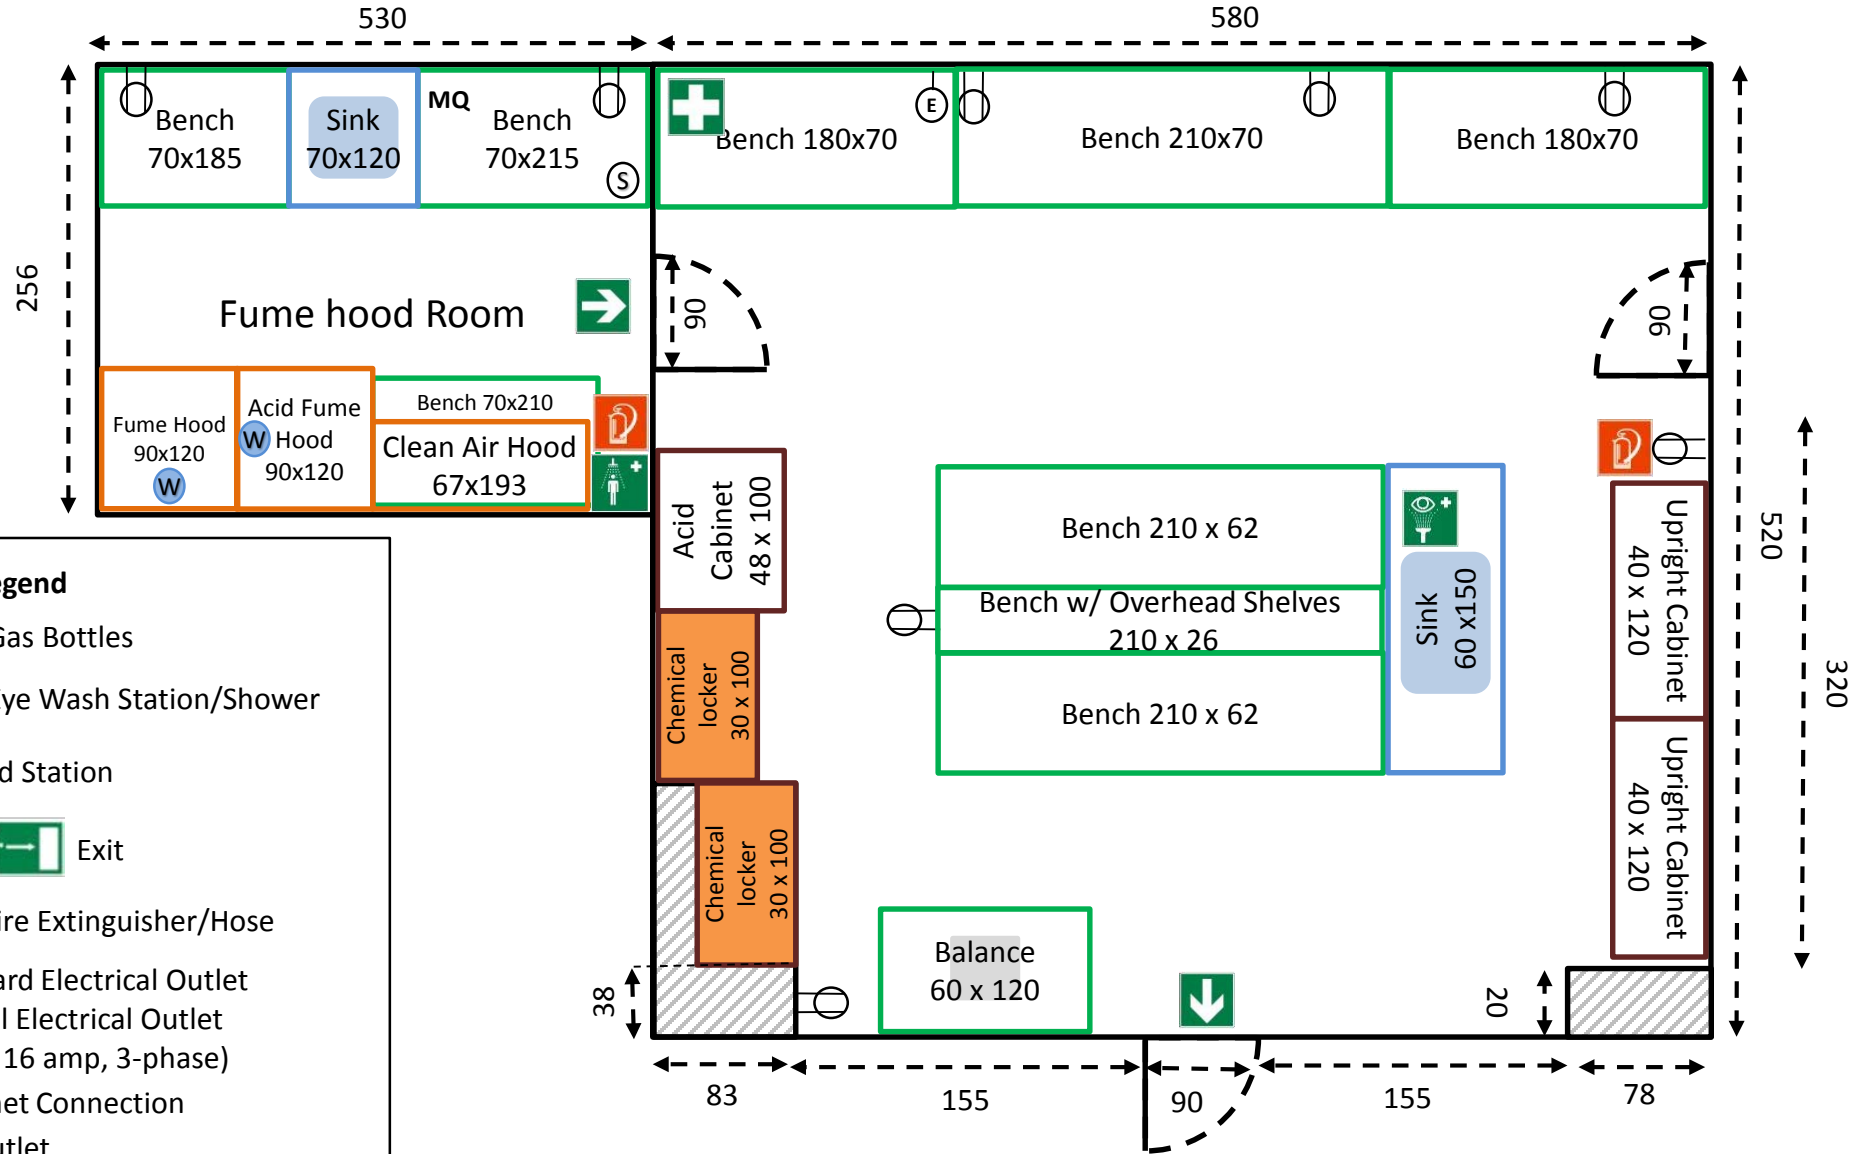 530
580
256
Bench
70x185
Sink
70x120
MQ
Bench
70x215
S
Bench 180x70
E
Bench 210x70
Bench 180x70
Fume hood Room
90
90
Fume Hood
90x120
W
Acid Fume
Hood
W
90x120
Bench 70x210
Clean Air Hood
67x193
Acid
Cabinet
48 x 100
Chemical
locker
30 x 100
Chemical
locker
30 x 100
Bench 210 x 62
Bench w/ Overhead Shelves
210 x 26
Bench 210 x 62
Sink
60 x150
Upright Cabinet
40 x 120
Upright Cabinet
40 x 120
520
320
Balance
60 x 120
38
20
83
155
90
155
78
egend
Gas Bottles
Eye Wash Station/Shower
d Station
Exit
ire Extinguisher/Hose
ard Electrical Outlet
l Electrical Outlet
16 amp, 3-phase)
net Connection
utlet